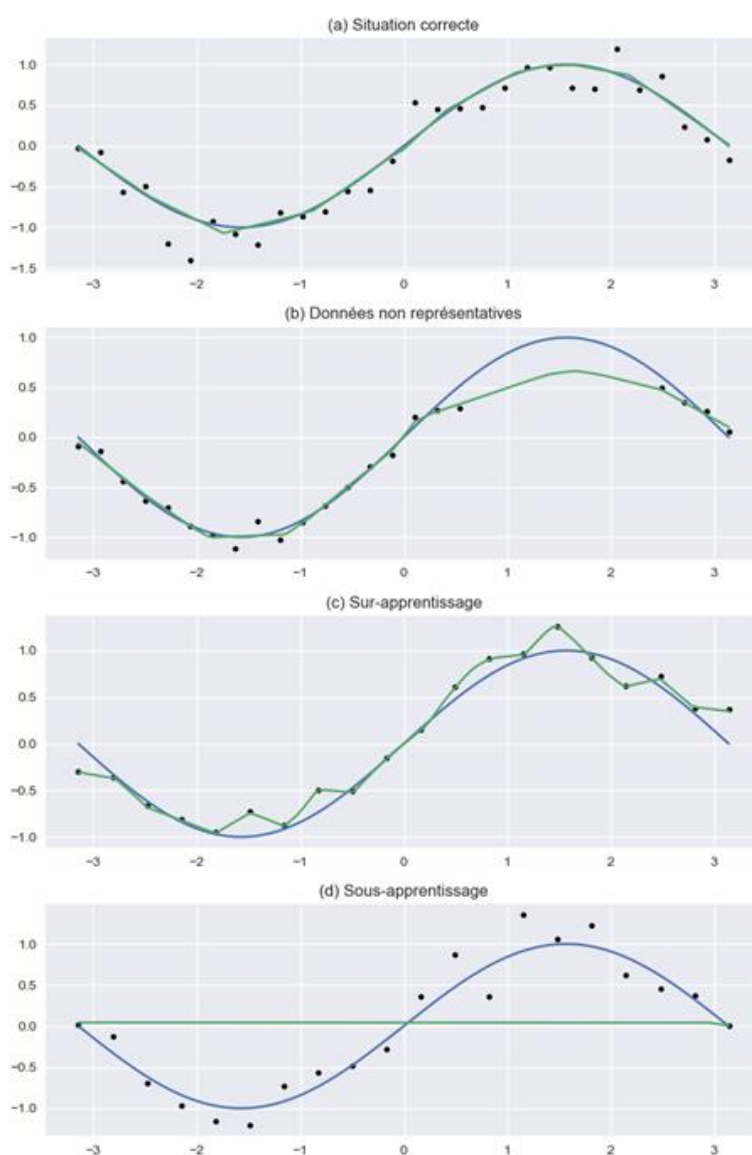 (a) Situation correcte
1.0
0.5
0.0
−0.5
−1.0
−1.5
−3 −2 −1 0 1 2 3
(b) Données non représentatives
1.0
0.5
0.0
−0.5
−1.0
−3 −2 −1 0 1 2 3
(c) Sur-apprentissage
1.0
0.5
0.0
−0.5
−1.0
−3 −2 −1 0 1 2 3
(d) Sous-apprentissage
1.0
0.5
0.0
−0.5
−1.0
−3 −2 −1 0 1 2 3